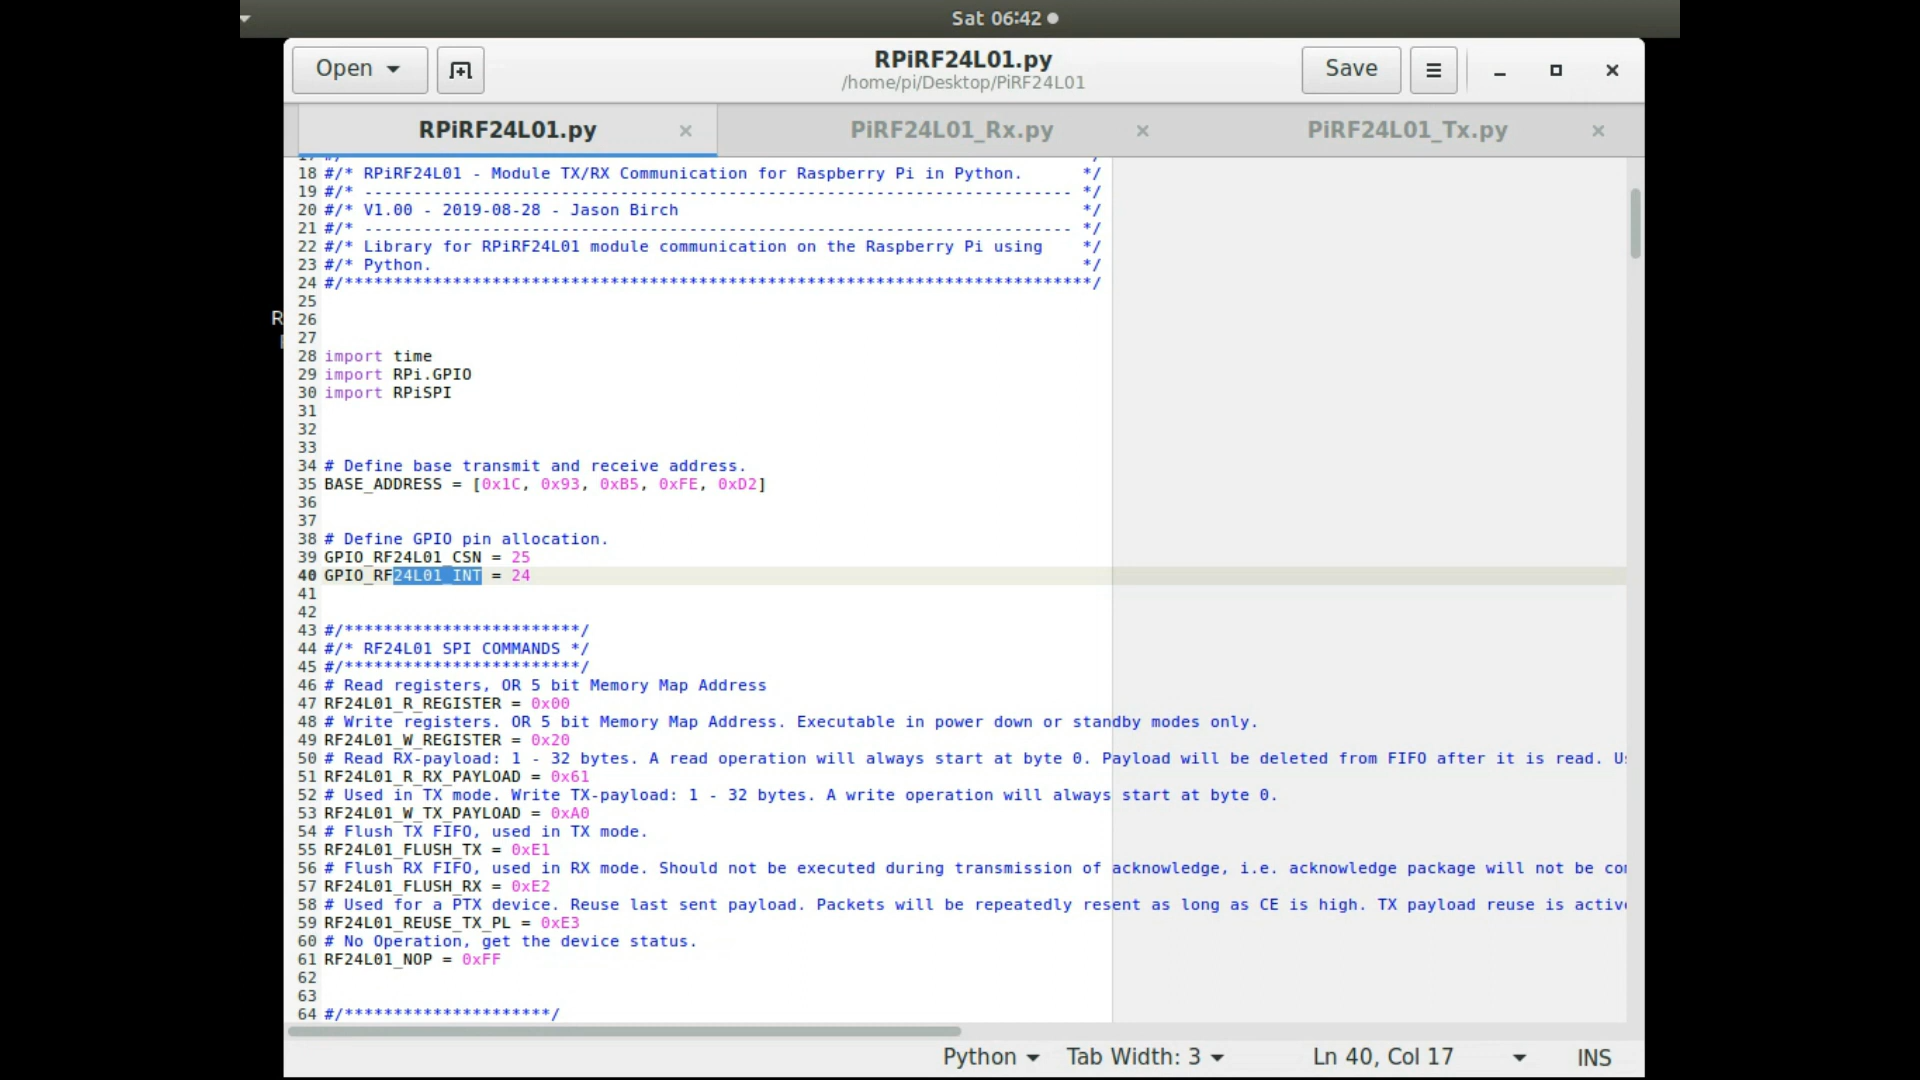 Sat 06:42
Open
RPiRF24L01.py
/home/pi/Desktop/PiRF24L01
Save
RPiRF24L01.py
PiRF24L01_Rx.py
PiRF24L01_Tx.py
18 #/* RPiRF24L01 - Module TX/RX Communication for Raspberry Pi in Python. */
19 #/* ------------------------------------------------------------------------ */
20 #/* V1.00 - 2019-08-28 - Jason Birch */
21 #/* ------------------------------------------------------------------------ */
22 #/* Library for RPiRF24L01 module communication on the Raspberry Pi using */
23 #/* Python. */
24 #/****************************************************************************/
25
26
27
28 import time
29 import RPi.GPIO
30 import RPiSPI
31
32
33
34 # Define base transmit and receive address.
35 BASE_ADDRESS = [0x1C, 0x93, 0xB5, 0xFE, 0xD2]
36
37
38 # Define GPIO pin allocation.
39 GPIO_RF24L01_CSN = 25
40 GPIO_RF24L01_INT = 24
41
42
43 #/************************/
44 #/* RF24L01 SPI COMMANDS */
45 #/************************/
46 # Read registers, OR 5 bit Memory Map Address
47 RF24L01_R_REGISTER = 0x00
48 # Write registers. OR 5 bit Memory Map Address. Executable in power down or standby modes only.
49 RF24L01_W_REGISTER = 0x20
50 # Read RX-payload: 1 - 32 bytes. A read operation will always start at byte 0. Payload will be deleted from FIFO after it is read.
51 RF24L01_R_RX_PAYLOAD = 0x61
52 # Used in TX mode. Write TX-payload: 1 - 32 bytes. A write operation will always start at byte 0.
53 RF24L01_W_TX_PAYLOAD = 0xA0
54 # Flush TX FIFO, used in TX mode.
55 RF24L01_FLUSH_TX = 0xE1
56 # Flush RX FIFO, used in RX mode. Should not be executed during transmission of acknowledge, i.e. acknowledge package will not be
57 RF24L01_FLUSH_RX = 0xE2
58 # Used for a PTX device. Reuse last sent payload. Packets will be repeatedly resent as long as CE is high. TX payload reuse is
59 RF24L01_REUSE_TX_PL = 0xE3
60 # No Operation, get the device status.
61 RF24L01_NOP = 0xFF
62
63
64 #/*********************/
Python
Tab Width: 3
Ln 40, Col 17
INS